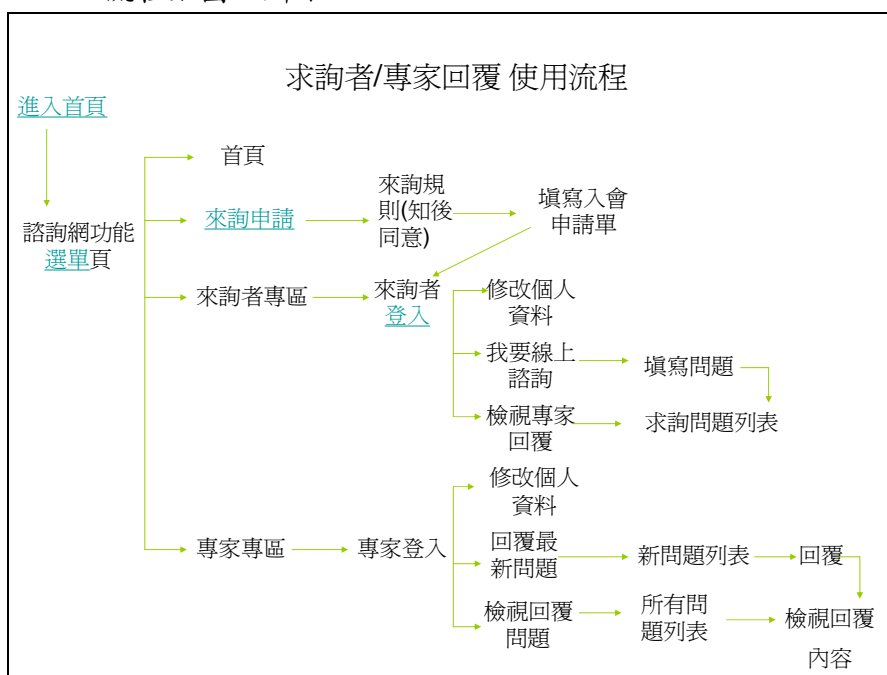 求詢者/專家回覆 使用流程
進入首頁
首頁
來詢申請
來詢規
則(知後
同意)
填寫入會
申請單
諮詢網功能
選單頁
來詢者專區
來詢者
登入
修改個人
資料
我要線上
諮詢
填寫問題
檢視專家
回覆
求詢問題列表
修改個人
資料
專家專區
專家登入
回覆最
新問題
新問題列表
回覆
檢視回覆
問題
所有問
題列表
檢視回覆
內容